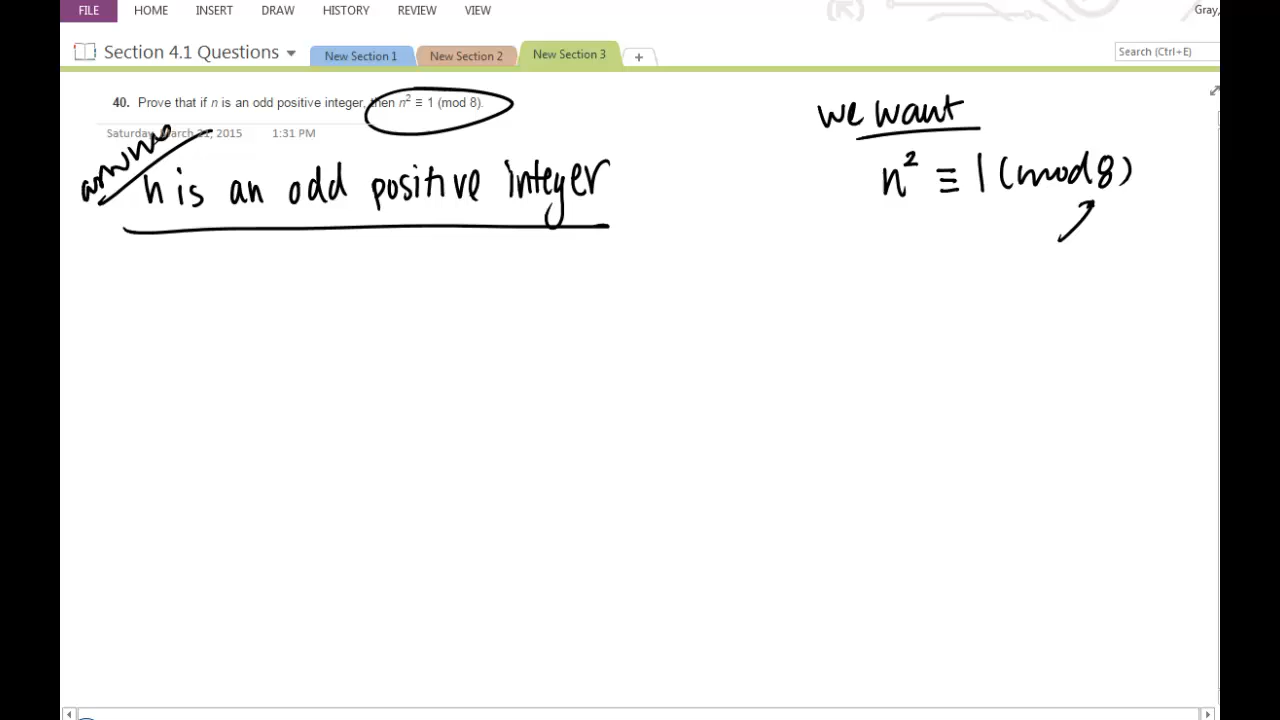 FILE HOME INSERT DRAW HISTORY REVIEW VIEW Gray,
Section 4.1 Questions New Section 1 New Section 2 New Section 3 + Search (Ctrl+E)
40. Prove that if n is an odd positive integer, then n² ≡ 1 (mod 8).
Saturday, March 21, 2015 1:31 PM
we want
assume n is an odd positive integer
n² ≡ 1 (mod 8)